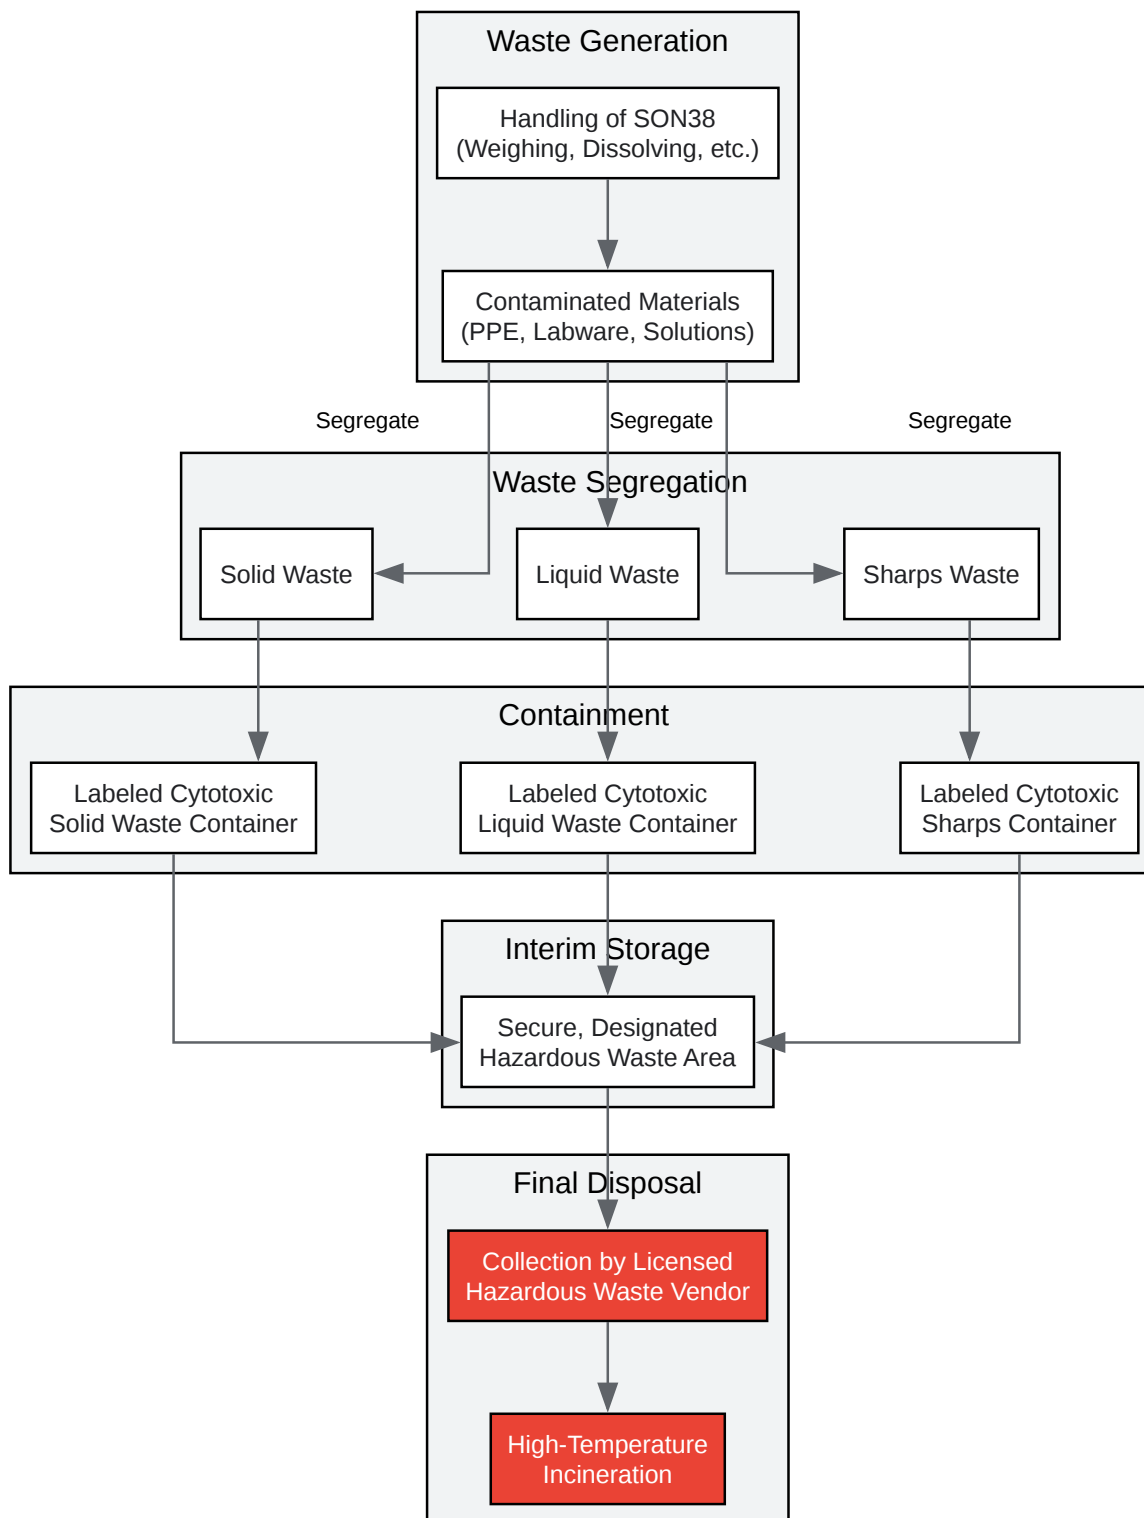 Waste Generation
Handling of SON38
(Weighing, Dissolving, etc.)
Contaminated Materials
(PPE, Labware, Solutions)
Segregate
Segregate
Segregate
Waste Segregation
Solid Waste
Liquid Waste
Sharps Waste
Containment
Labeled Cytotoxic
Solid Waste Container
Labeled Cytotoxic
Liquid Waste Container
Labeled Cytotoxic
Sharps Container
Interim Storage
Secure, Designated
Hazardous Waste Area
Final Disposal
Collection by Licensed
Hazardous Waste Vendor
High-Temperature
Incineration